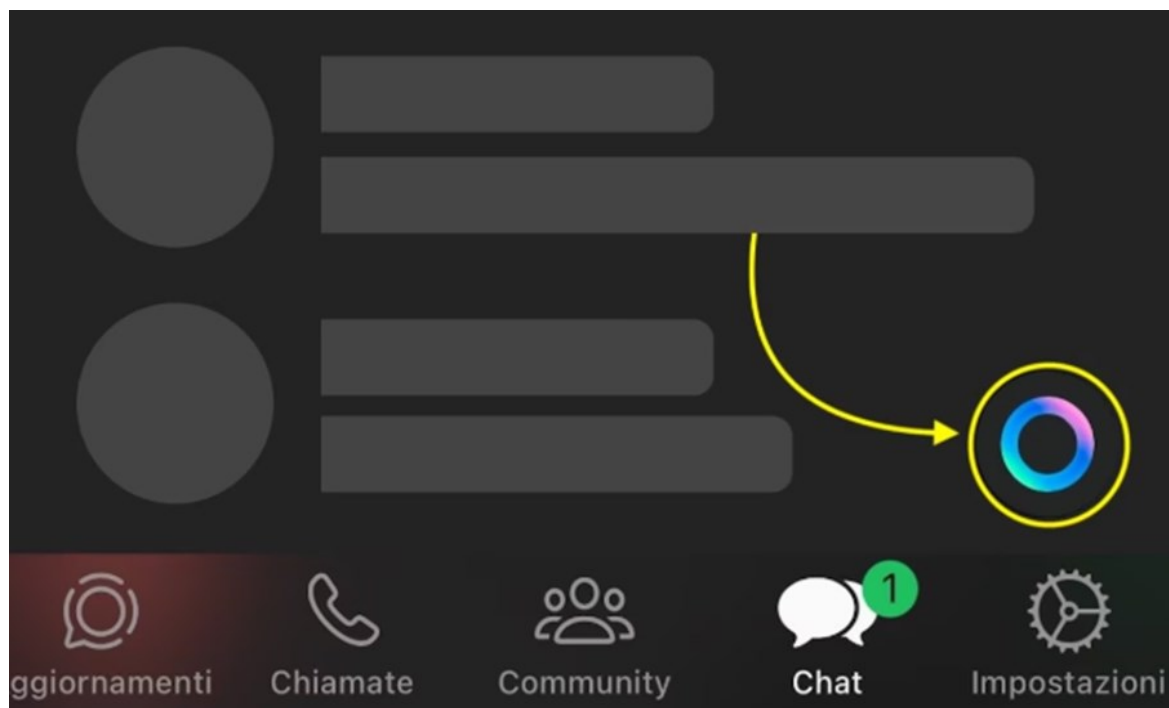 1
ggiornamenti
Chiamate
Community
Chat
Impostazioni